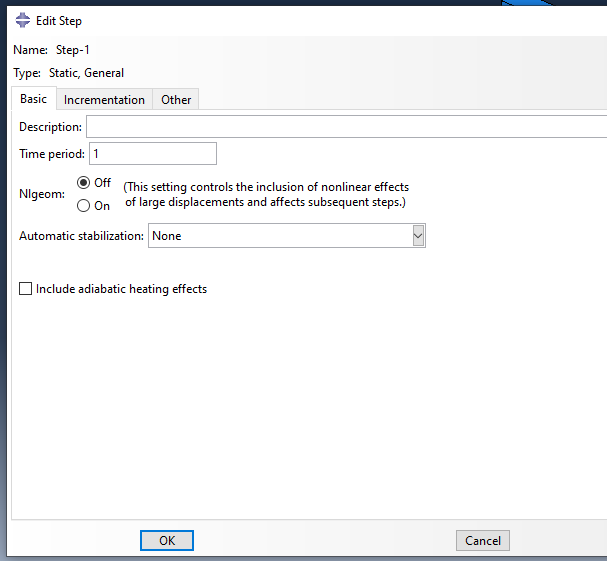 Edit Step
Name: Step-1
Type: Static, General
Basic Incrementation Other
Description:
Time period: 1
Nlgeom: Off (This setting controls the inclusion of nonlinear effects
On of large displacements and affects subsequent steps.)
Automatic stabilization: None
Include adiabatic heating effects
OK Cancel